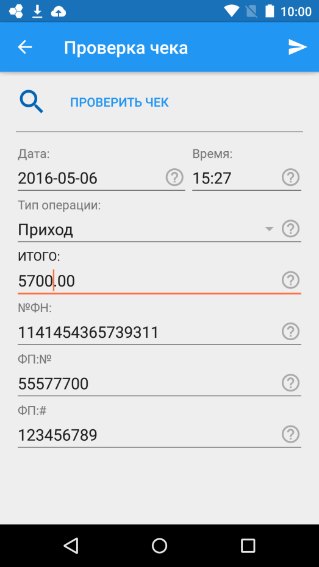 10:00
Проверка чека
ПРОВЕРИТЬ ЧЕК
Дата: Время:
2016-05-06 15:27
Тип операции:
Приход
ИТОГО:
5700.00
№ФН:
1141454365739311
ФП:№
55577700
ФП:#
123456789